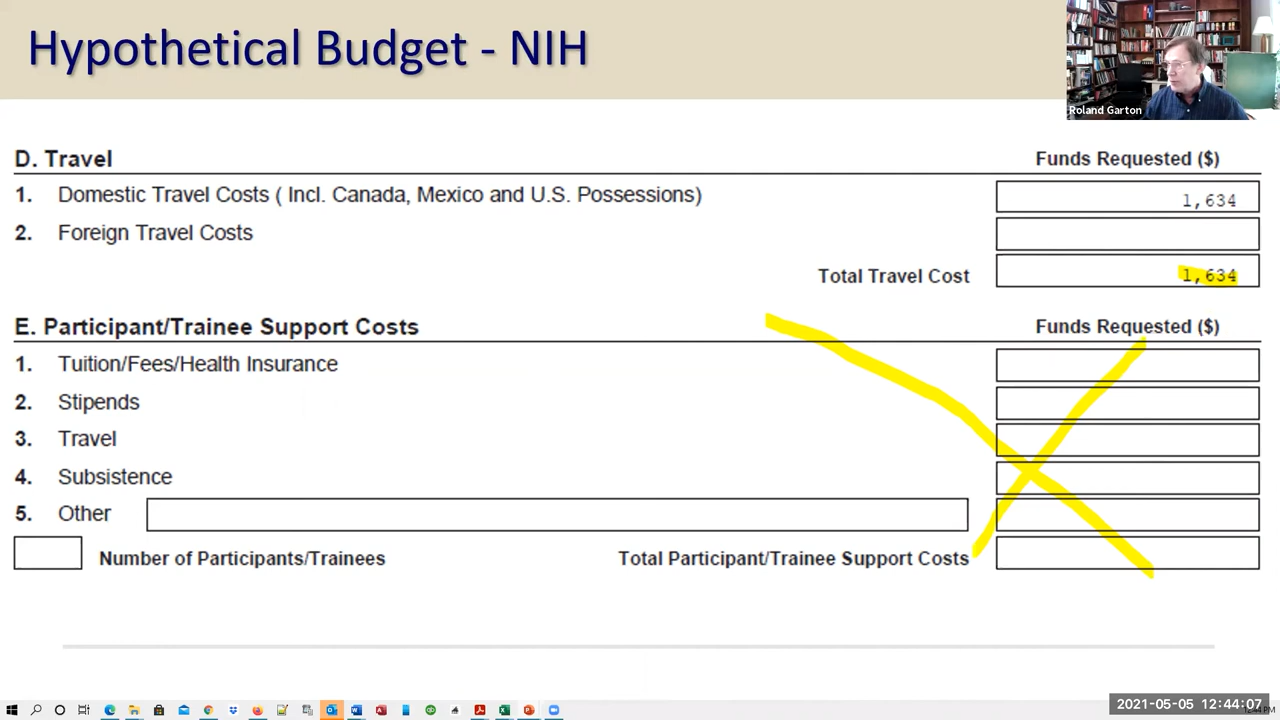 Hypothetical Budget - NIH
Roland Garton
D. Travel Funds Requested ($)
1. Domestic Travel Costs ( Incl. Canada, Mexico and U.S. Possessions) 1,634
2. Foreign Travel Costs
Total Travel Cost 1,634
E. Participant/Trainee Support Costs Funds Requested ($)
1. Tuition/Fees/Health Insurance
2. Stipends
3. Travel
4. Subsistence
5. Other
Number of Participants/Trainees Total Participant/Trainee Support Costs
2021-05-05 12:44:07